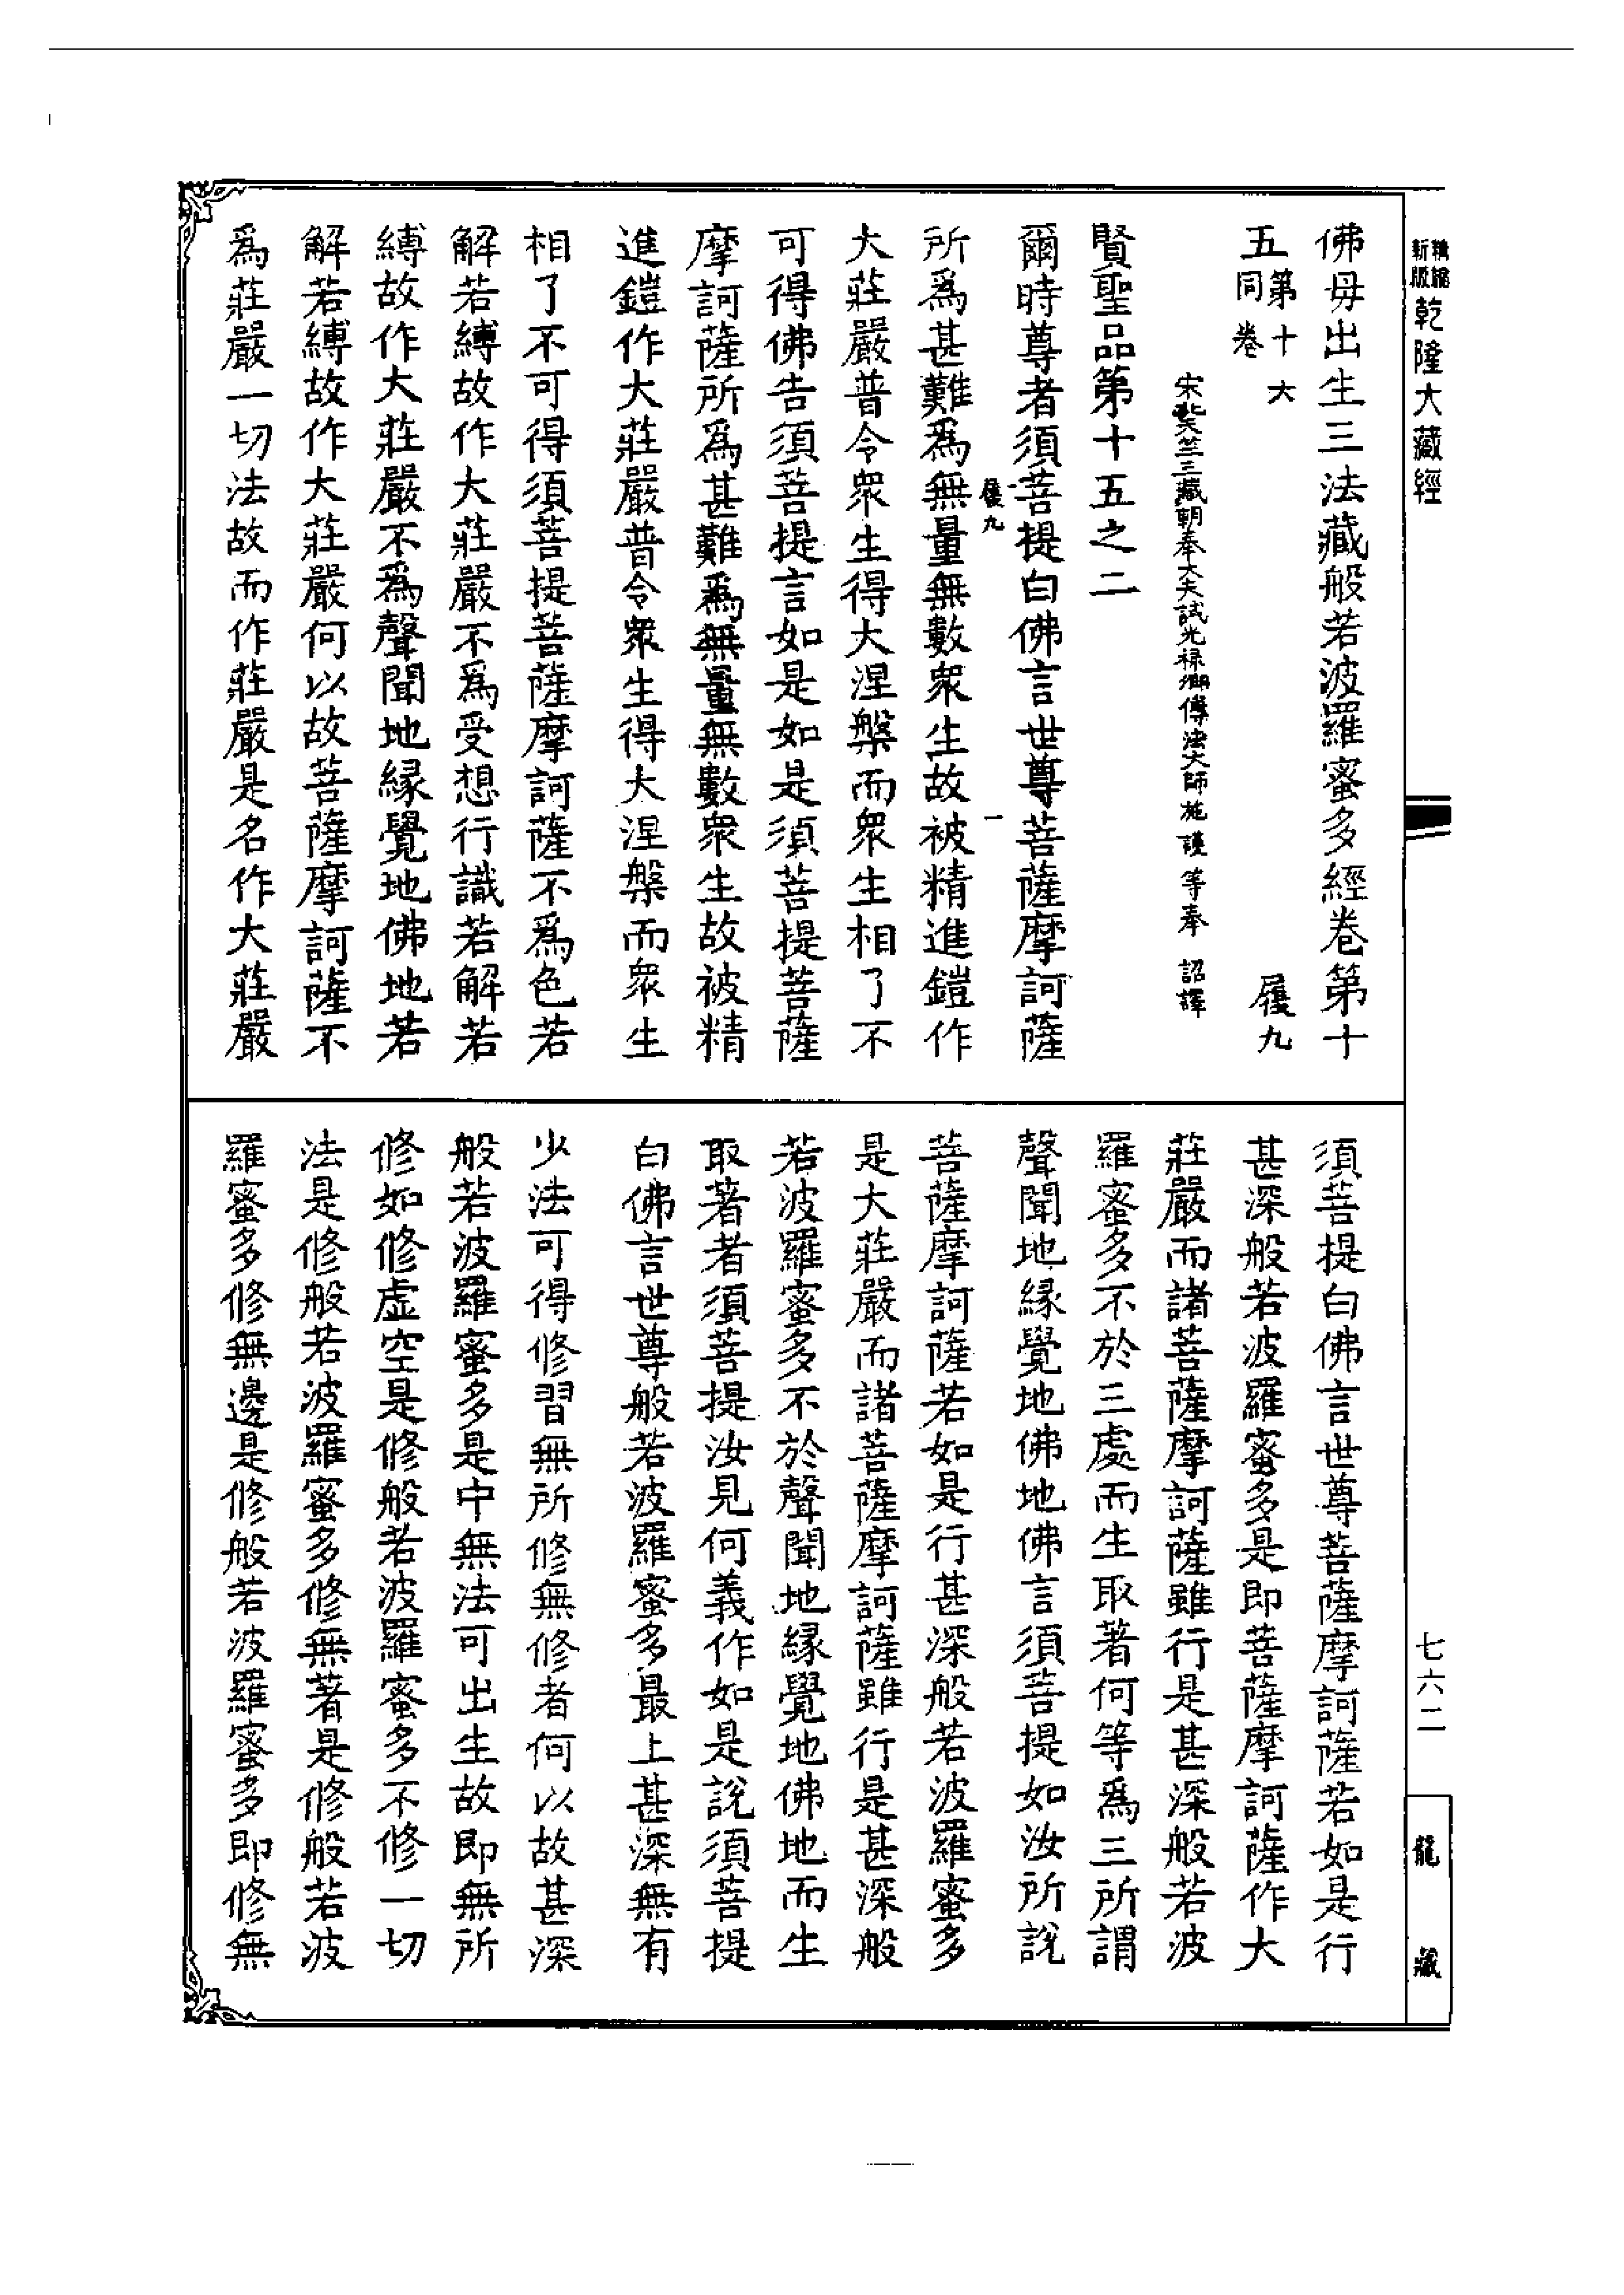 佛母出生三法藏般若波羅蜜多經卷第十
五 第十六同卷 履九
宋北天竺三藏朝奉大夫試光祿卿傳法大師施護等奉 詔譯
賢聖品第十五之二
爾時尊者須菩提白佛言世尊菩薩摩訶薩
履九 一
所爲甚難爲無量無數衆生故被精進鎧作
大莊嚴普令衆生得大涅槃而衆生相了不
可得佛告須菩提言如是如是須菩提菩薩
摩訶薩所爲甚難爲無量無數衆生故被精
進鎧作大莊嚴普令衆生得大涅槃而衆生
相了不可得須菩提菩薩摩訶薩不爲色若
解若縛故作大莊嚴不爲受想行識若解若
縛故作大莊嚴不爲聲聞地緣覺地佛地若
解若縛故作大莊嚴何以故菩薩摩訶薩不
爲莊嚴一切法故而作莊嚴是名作大莊嚴
須菩提白佛言世尊菩薩摩訶薩若如是行
甚深般若波羅蜜多是即菩薩摩訶薩作大
莊嚴而諸菩薩摩訶薩雖行是甚深般若波
羅蜜多不於三處而生取著何等爲三所謂
聲聞地緣覺地佛地佛言須菩提如汝所說
菩薩摩訶薩若如是行甚深般若波羅蜜多
是大莊嚴而諸菩薩摩訶薩雖行是甚深般
若波羅蜜多不於聲聞地緣覺地佛地而生
取著者須菩提汝見何義作如是說須菩提
白佛言世尊般若波羅蜜多最上甚深無有
少法可得修習無所修無修者何以故甚深
般若波羅蜜多是中無法可出生故即無所
修如修虛空是修般若波羅蜜多不修一切
法是修般若波羅蜜多修無著是修般若波
羅蜜多修無邊是修般若波羅蜜多即修無
精縮新版 乾隆大藏經
七六二
龍藏